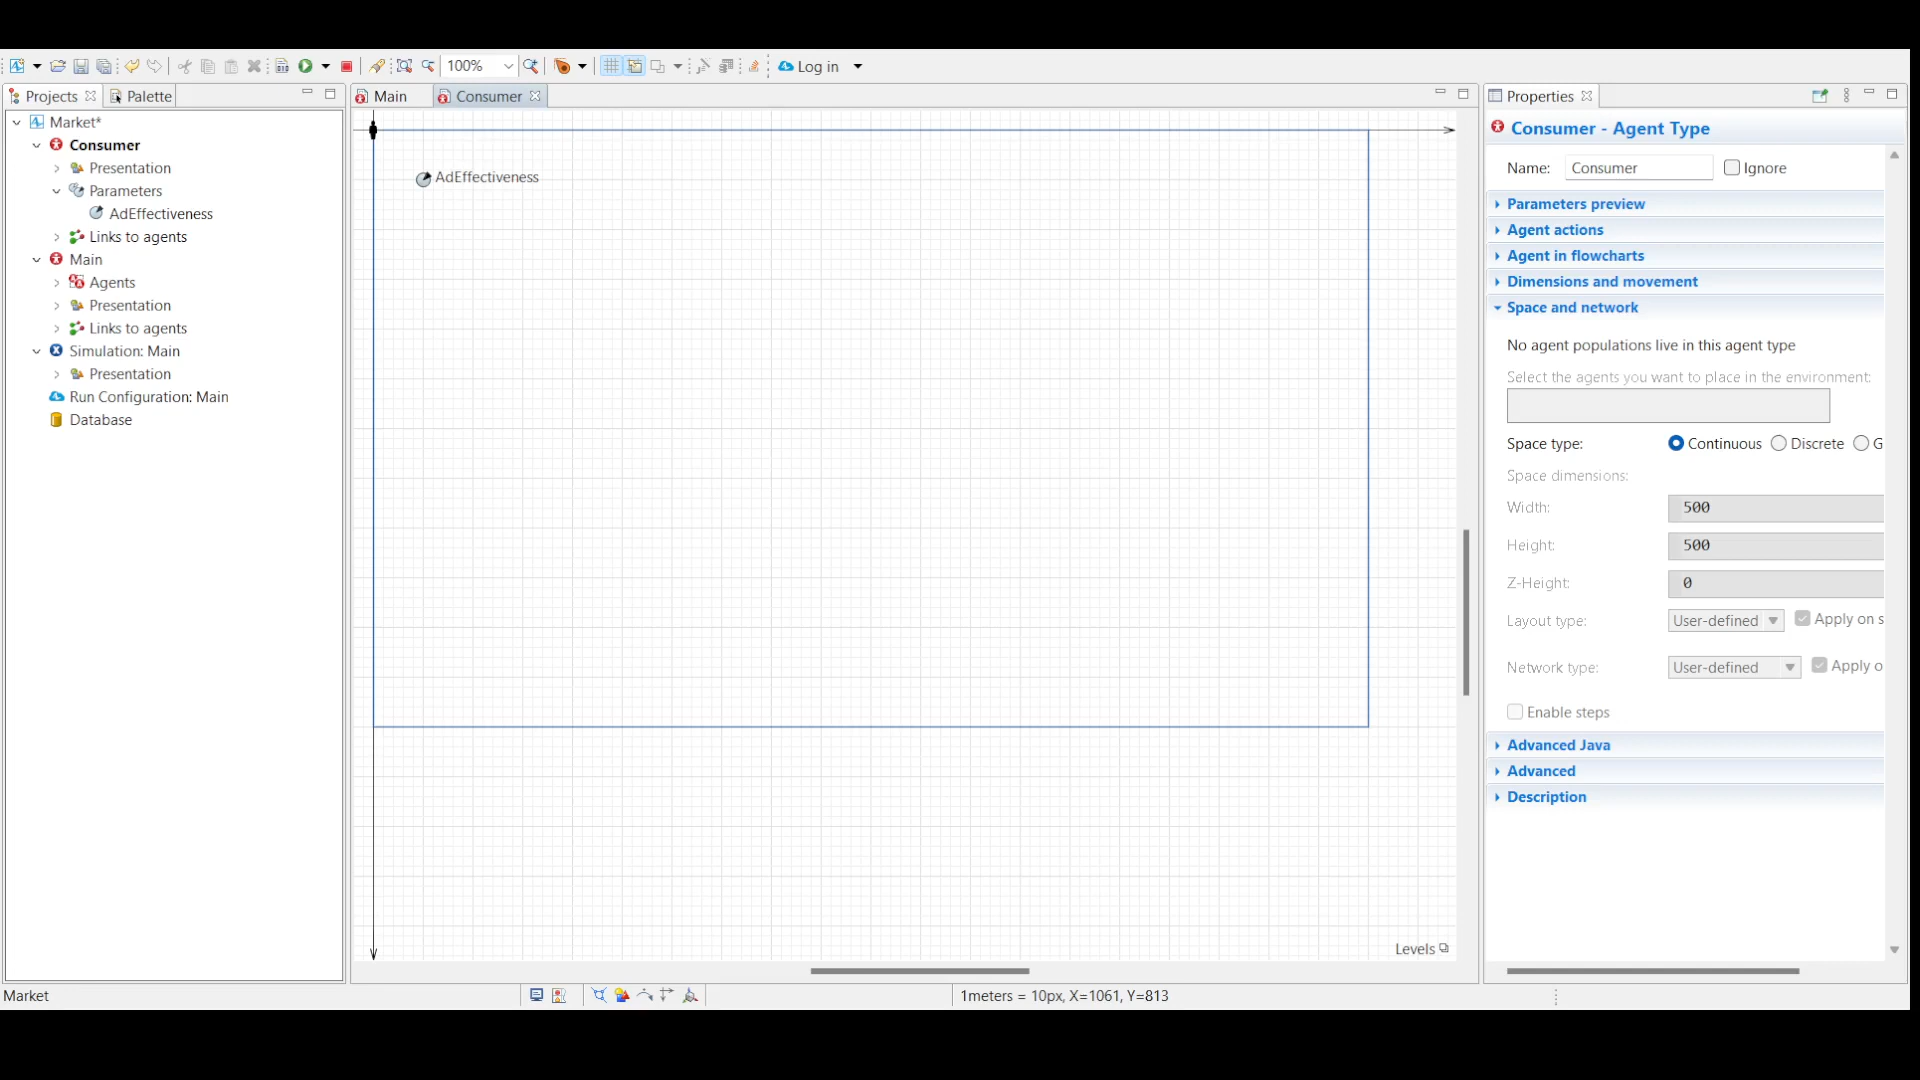 100%
Log in
Projects
Palette
Main
Consumer
Properties
Market*
Consumer
Presentation
Parameters
AdEffectiveness
Links to agents
Main
Agents
Presentation
Links to agents
Simulation: Main
Presentation
Run Configuration: Main
Database
AdEffectiveness
Levels
Consumer - Agent Type
Name: Consumer Ignore
Parameters preview
Agent actions
Agent in flowcharts
Dimensions and movement
Space and network
No agent populations live in this agent type
Select the agents you want to place in the environment:
Space type: Continuous Discrete G
Space dimensions:
Width: 500
Height: 500
Z-Height: 0
Layout type: User-defined Apply on s
Network type: User-defined Apply o
Enable steps
Advanced Java
Advanced
Description
Market
1meters = 10px, X=1061, Y=813